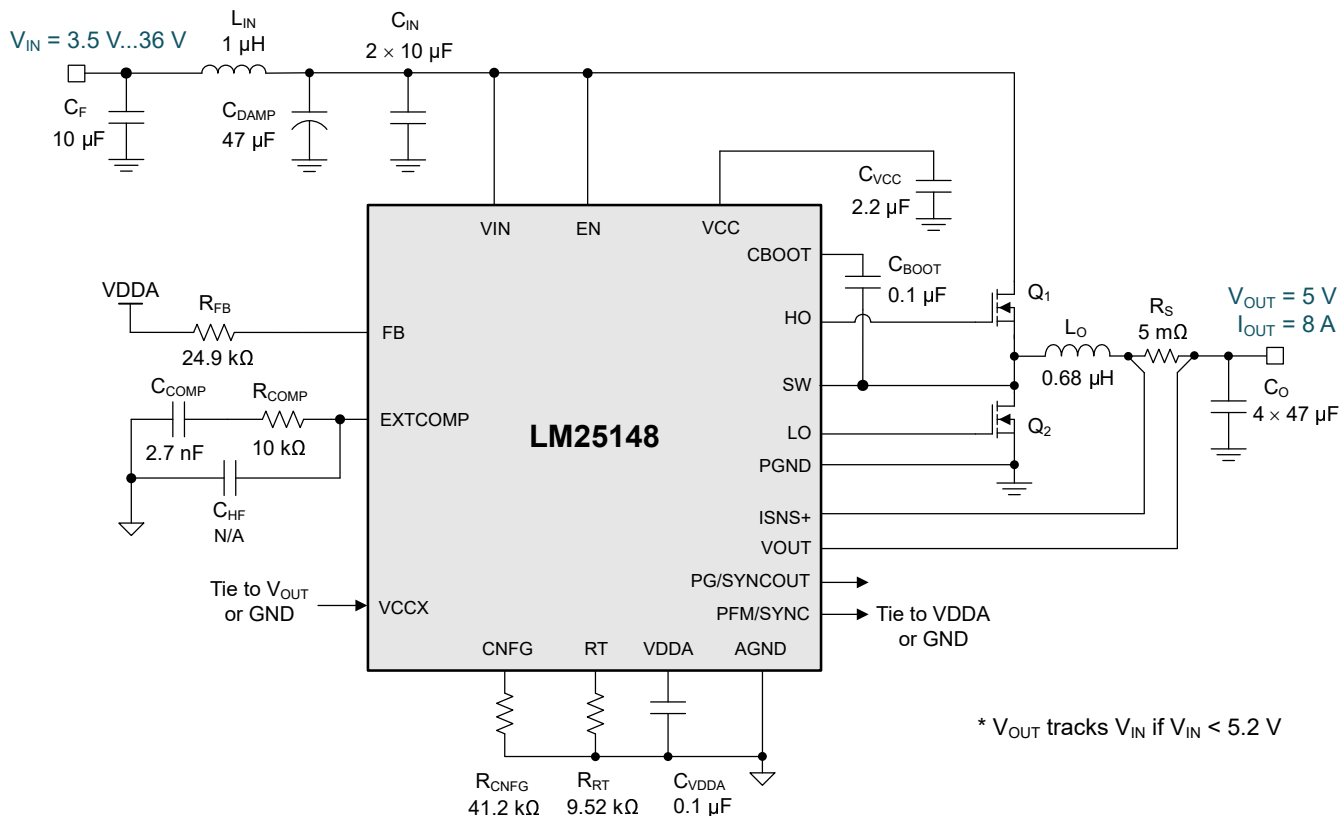 V_IN = 3.5 V...36 V
L_IN
1 µH
C_IN
2 × 10 µF
C_F
10 µF
C_DAMP
47 µF
C_VCC
2.2 µF
VIN
EN
VCC
CBOOT
C_BOOT
0.1 µF
HO
Q_1
V_OUT = 5 V
I_OUT = 8 A
VDDA
R_FB
24.9 kΩ
FB
L_O
0.68 µH
R_S
5 mΩ
C_O
4 × 47 µF
SW
C_COMP
2.7 nF
R_COMP
10 kΩ
EXTCOMP
LM25148
LO
Q_2
PGND
C_HF
N/A
ISNS+
VOUT
PG/SYNCOUT
Tie to V_OUT
or GND
VCCX
PFM/SYNC
Tie to VDDA
or GND
CNFG
RT
VDDA
AGND
* V_OUT tracks V_IN if V_IN < 5.2 V
R_CNFG
41.2 kΩ
R_RT
9.52 kΩ
C_VDDA
0.1 µF